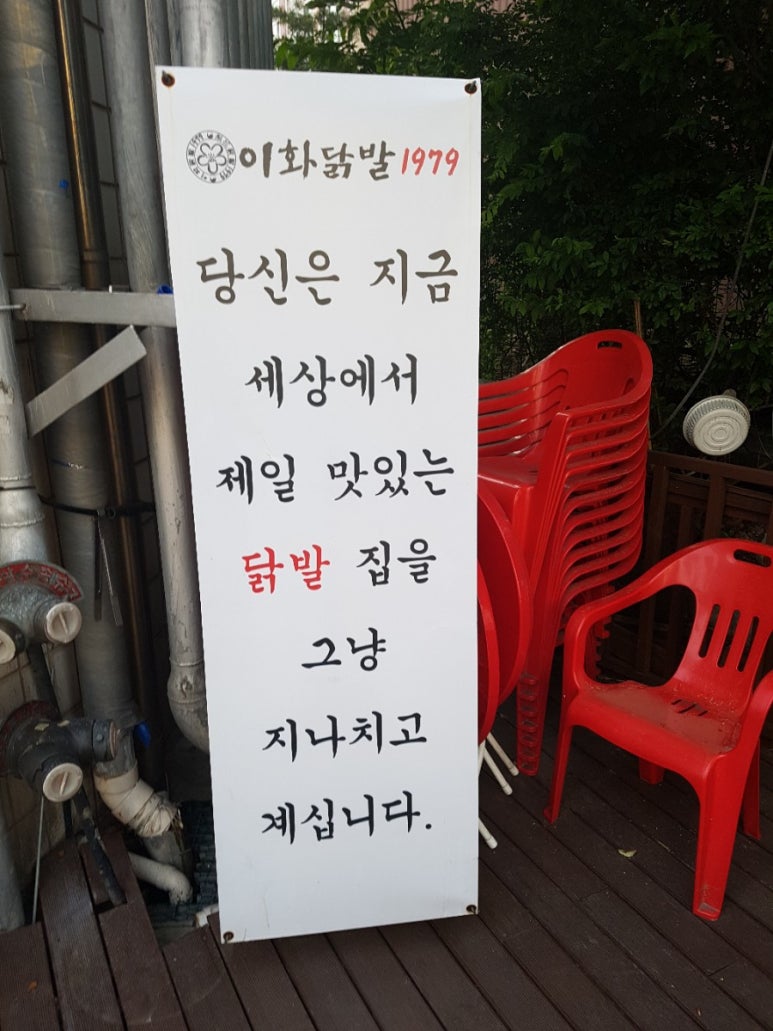 이화닭발1979
당신은 지금
세상에서
제일 맛있는
닭발 집을
그냥
지나치고
계십니다.